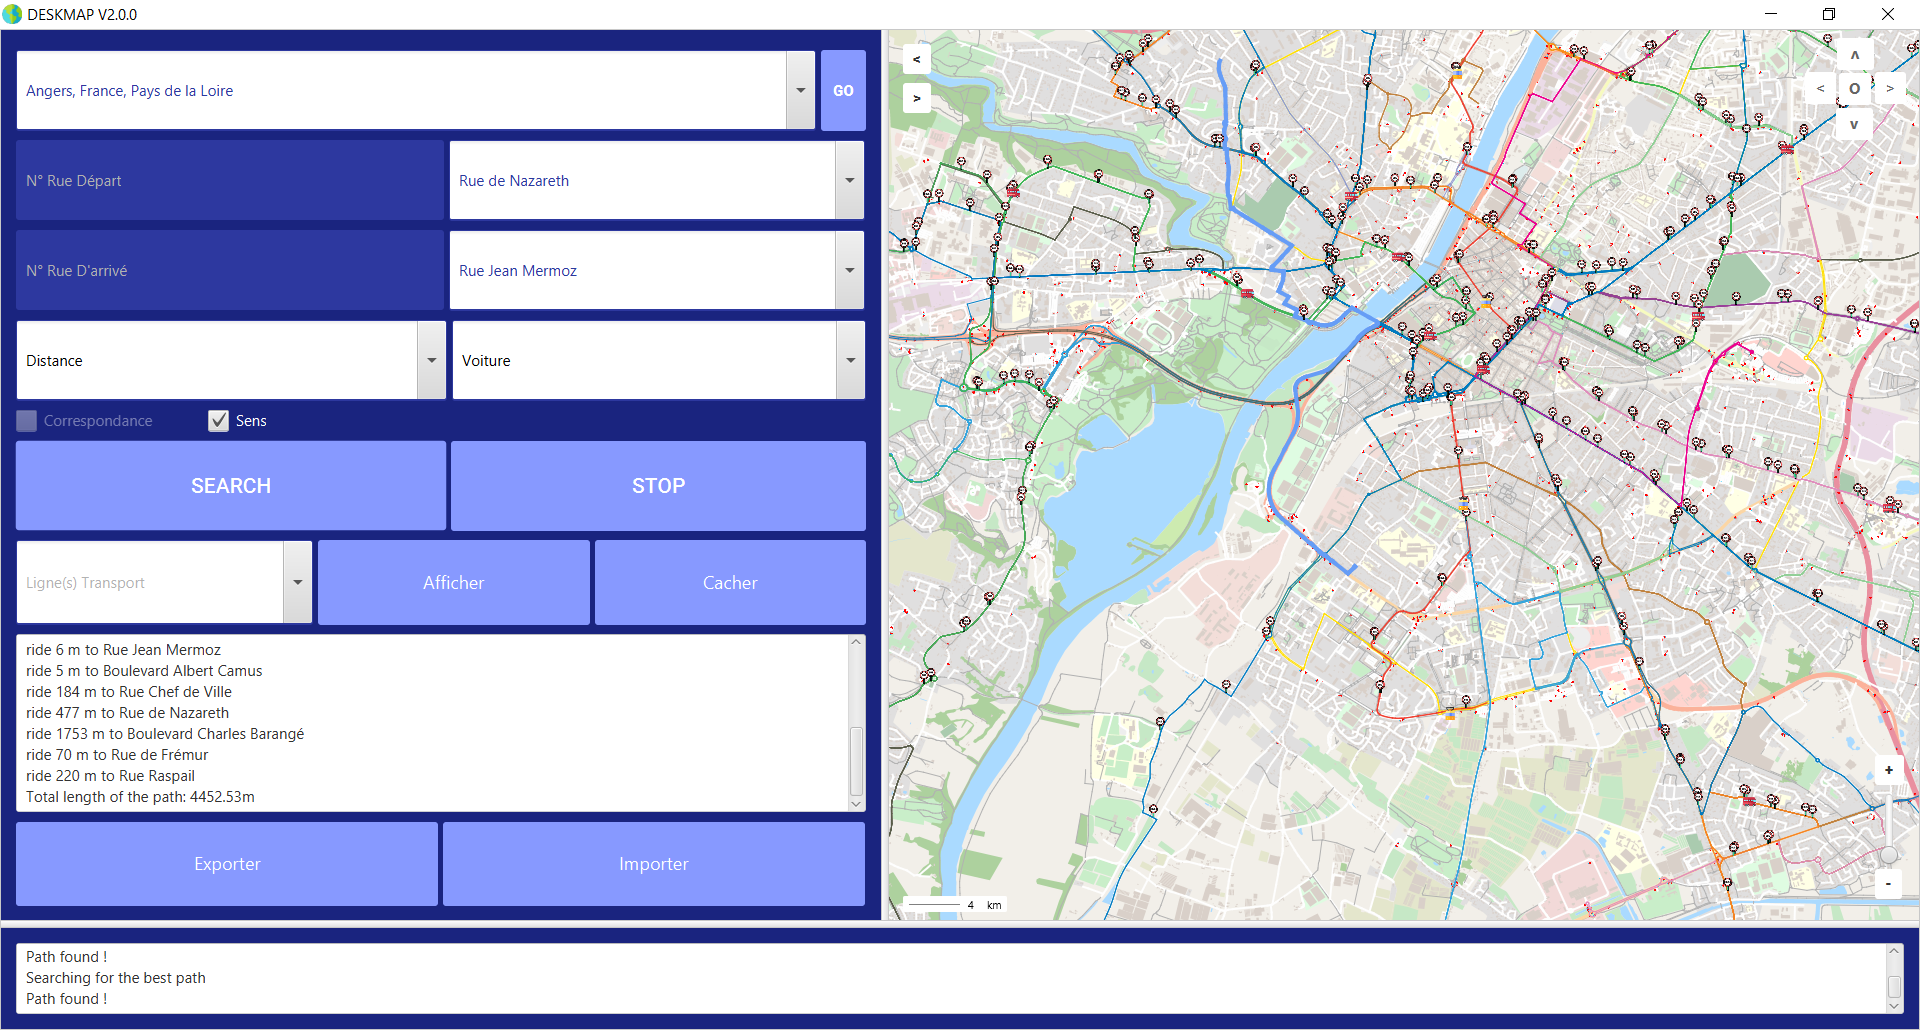 DESKMAP V2.0.0
Angers, France, Pays de la Loire
GO
N° Rue Départ
Rue de Nazareth
N° Rue D'arrivé
Rue Jean Mermoz
Distance
Voiture
Correspondance
Sens
SEARCH
STOP
Ligne(s) Transport
Afficher
Cacher
ride 6 m to Rue Jean Mermoz
ride 5 m to Boulevard Albert Camus
ride 184 m to Rue Chef de Ville
ride 477 m to Rue de Nazareth
ride 1753 m to Boulevard Charles Barangé
ride 70 m to Rue de Frémur
ride 220 m to Rue Raspail
Total length of the path: 4452.53m
Exporter
Importer
<
>
ʌ
<
O
>
v
+
-
4 km
Path found !
Searching for the best path
Path found !